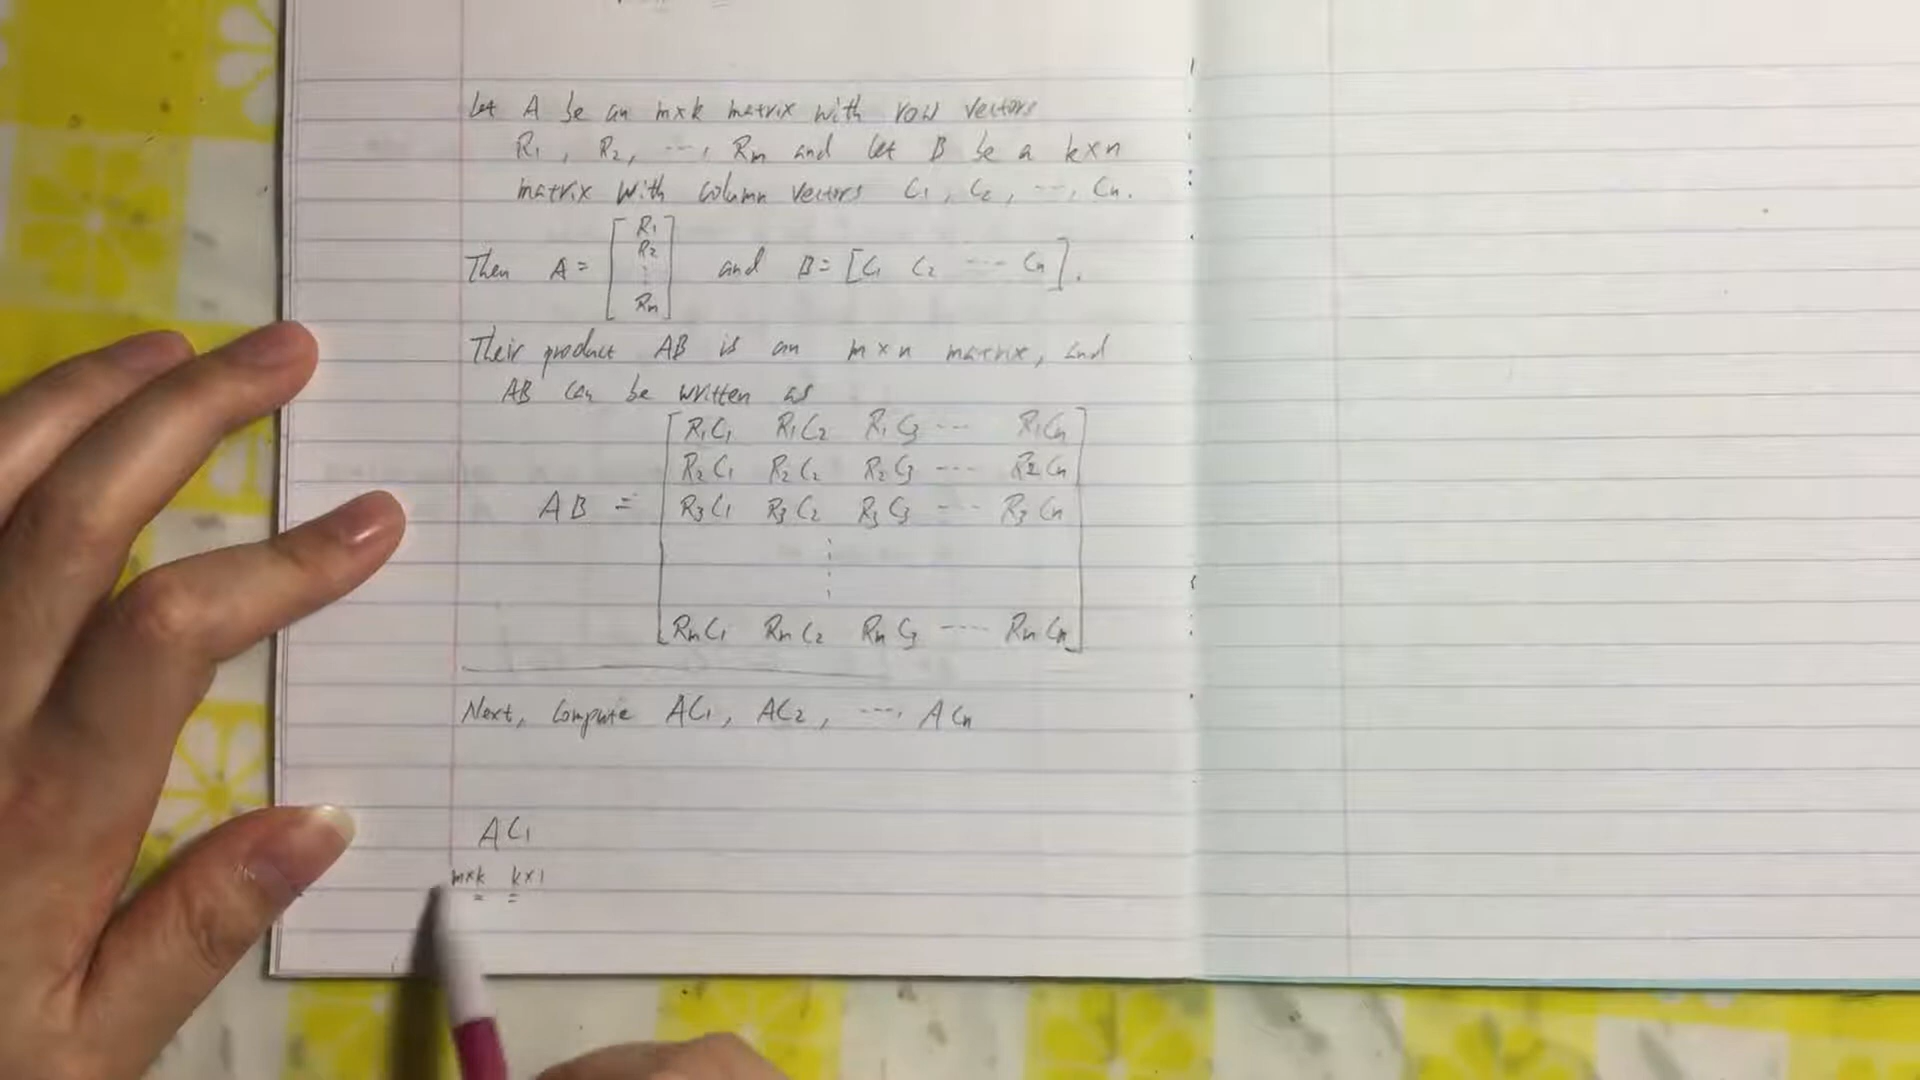 Let A be an m×k matrix with row vectors
R₁, R₂, ..., Rm and let B be a k×n
matrix with column vectors C₁, C₂, ..., Cn.
Then A = [R₁ R₂ ⋮ Rm] and B = [C₁ C₂ ... Cn].
Their product AB is an m×n matrix, and
AB can be written as
R₁C₁ R₁C₂ R₁C₃ ... R₁Cn
R₂C₁ R₂C₂ R₂C₃ ... R₂Cn
AB = R₃C₁ R₃C₂ R₃C₃ ... R₃Cn
⋮
RmC₁ RmC₂ RmC₃ ... RmCn
Next, compute AC₁, AC₂, ..., ACn
AC₁
m×k k×1